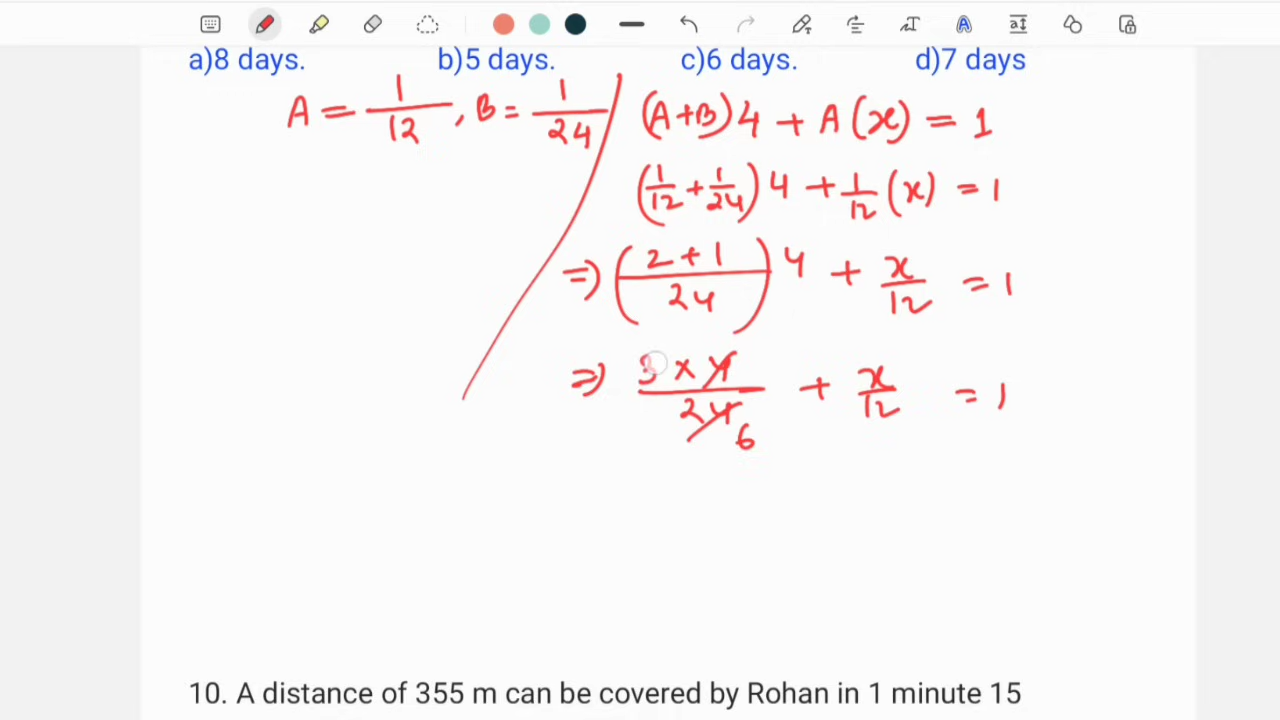 a)8 days. b)5 days. c)6 days. d)7 days
A = 1/12 , B = 1/24
(A+B)4 + A(x) = 1
(1/12 + 1/24) 4 + 1/12 (x) = 1
=> (2+1/24) 4 + x/12 = 1
=> 3 x 4/24 6 + x/12 = 1
10. A distance of 355 m can be covered by Rohan in 1 minute 15